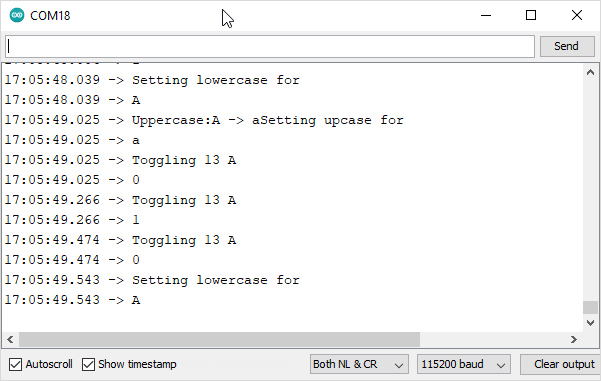 COM18
Send
17:05:48.039 -> Setting lowercase for
17:05:48.039 -> A
17:05:49.025 -> Uppercase:A -> aSetting upcase for
17:05:49.025 -> a
17:05:49.025 -> Toggling 13 A
17:05:49.025 -> 0
17:05:49.266 -> Toggling 13 A
17:05:49.266 -> 1
17:05:49.474 -> Toggling 13 A
17:05:49.474 -> 0
17:05:49.543 -> Setting lowercase for
17:05:49.543 -> A
Autoscroll Show timestamp Both NL & CR 115200 baud Clear output